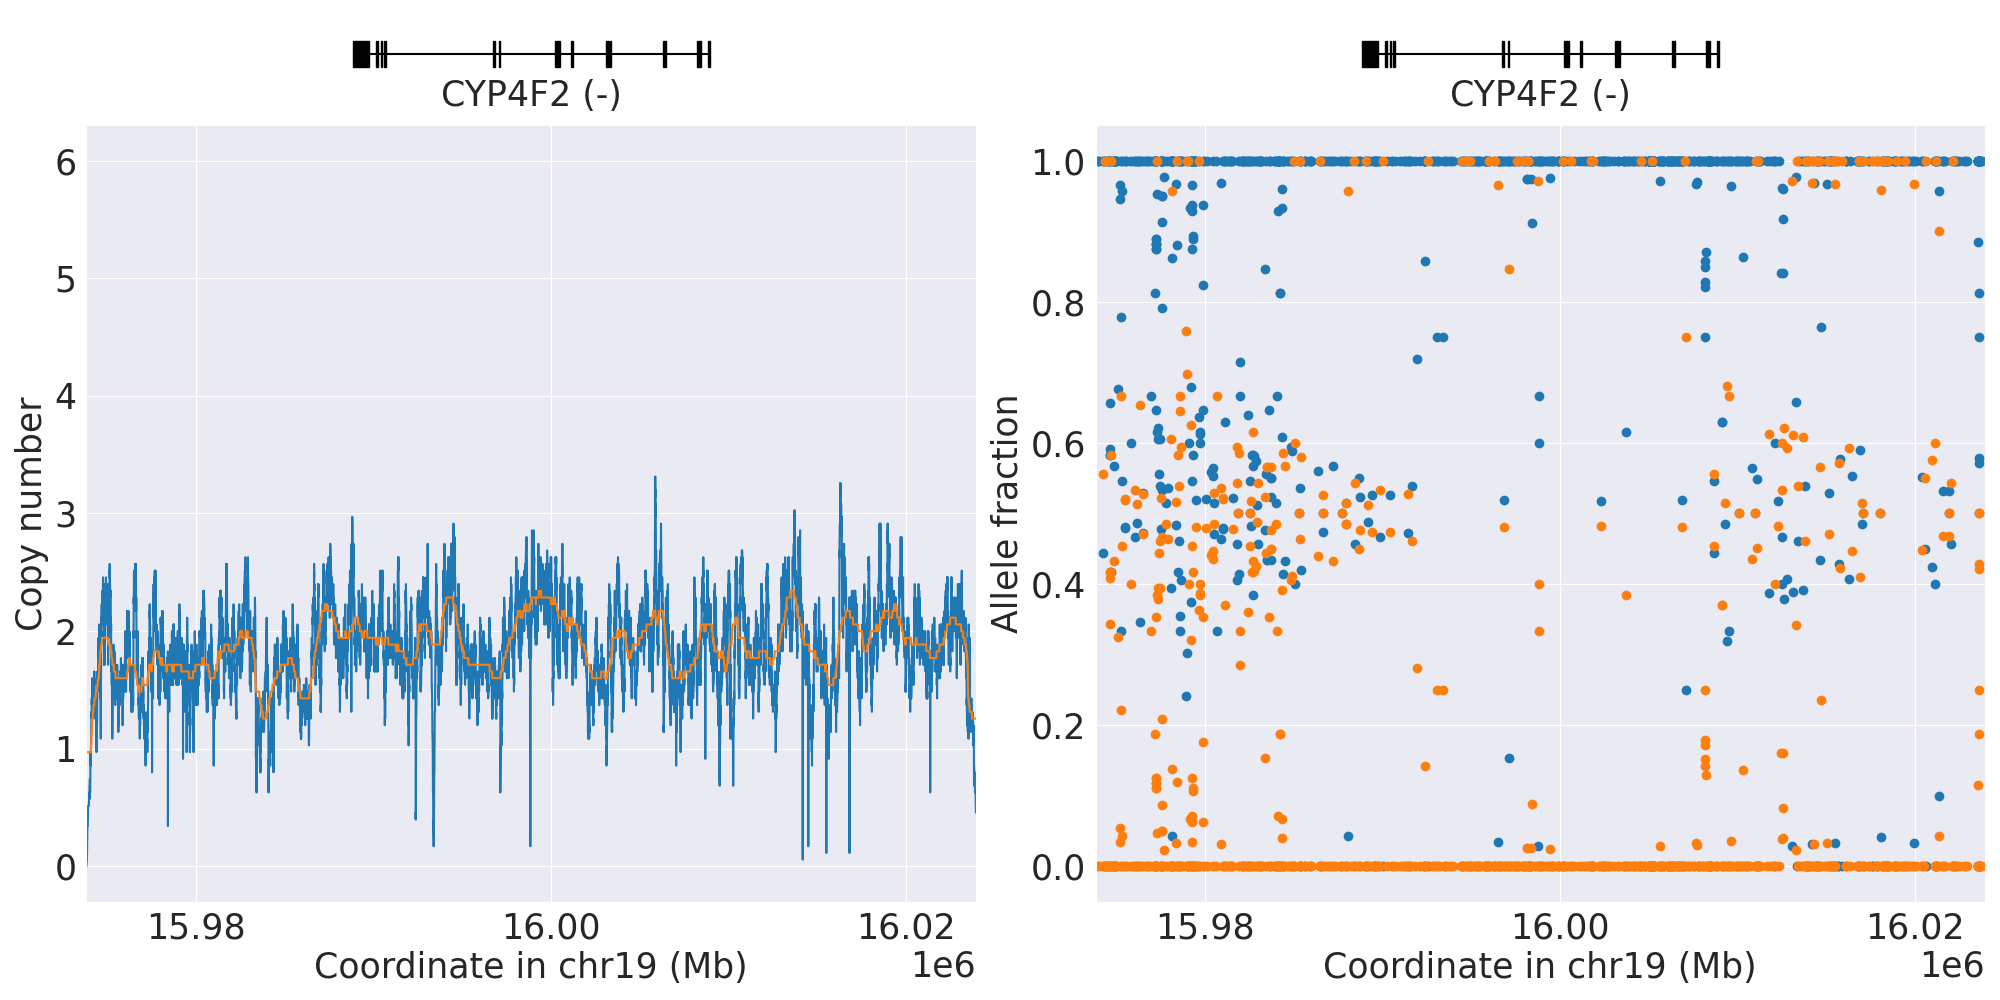 CYP4F2 (-)
6
5
4
3
2
1
0
Copy number
15.98
16.00
16.02
Coordinate in chr19 (Mb)
1e6
CYP4F2 (-)
1.0
0.8
0.6
0.4
0.2
0.0
Allele fraction
15.98
16.00
16.02
Coordinate in chr19 (Mb)
1e6